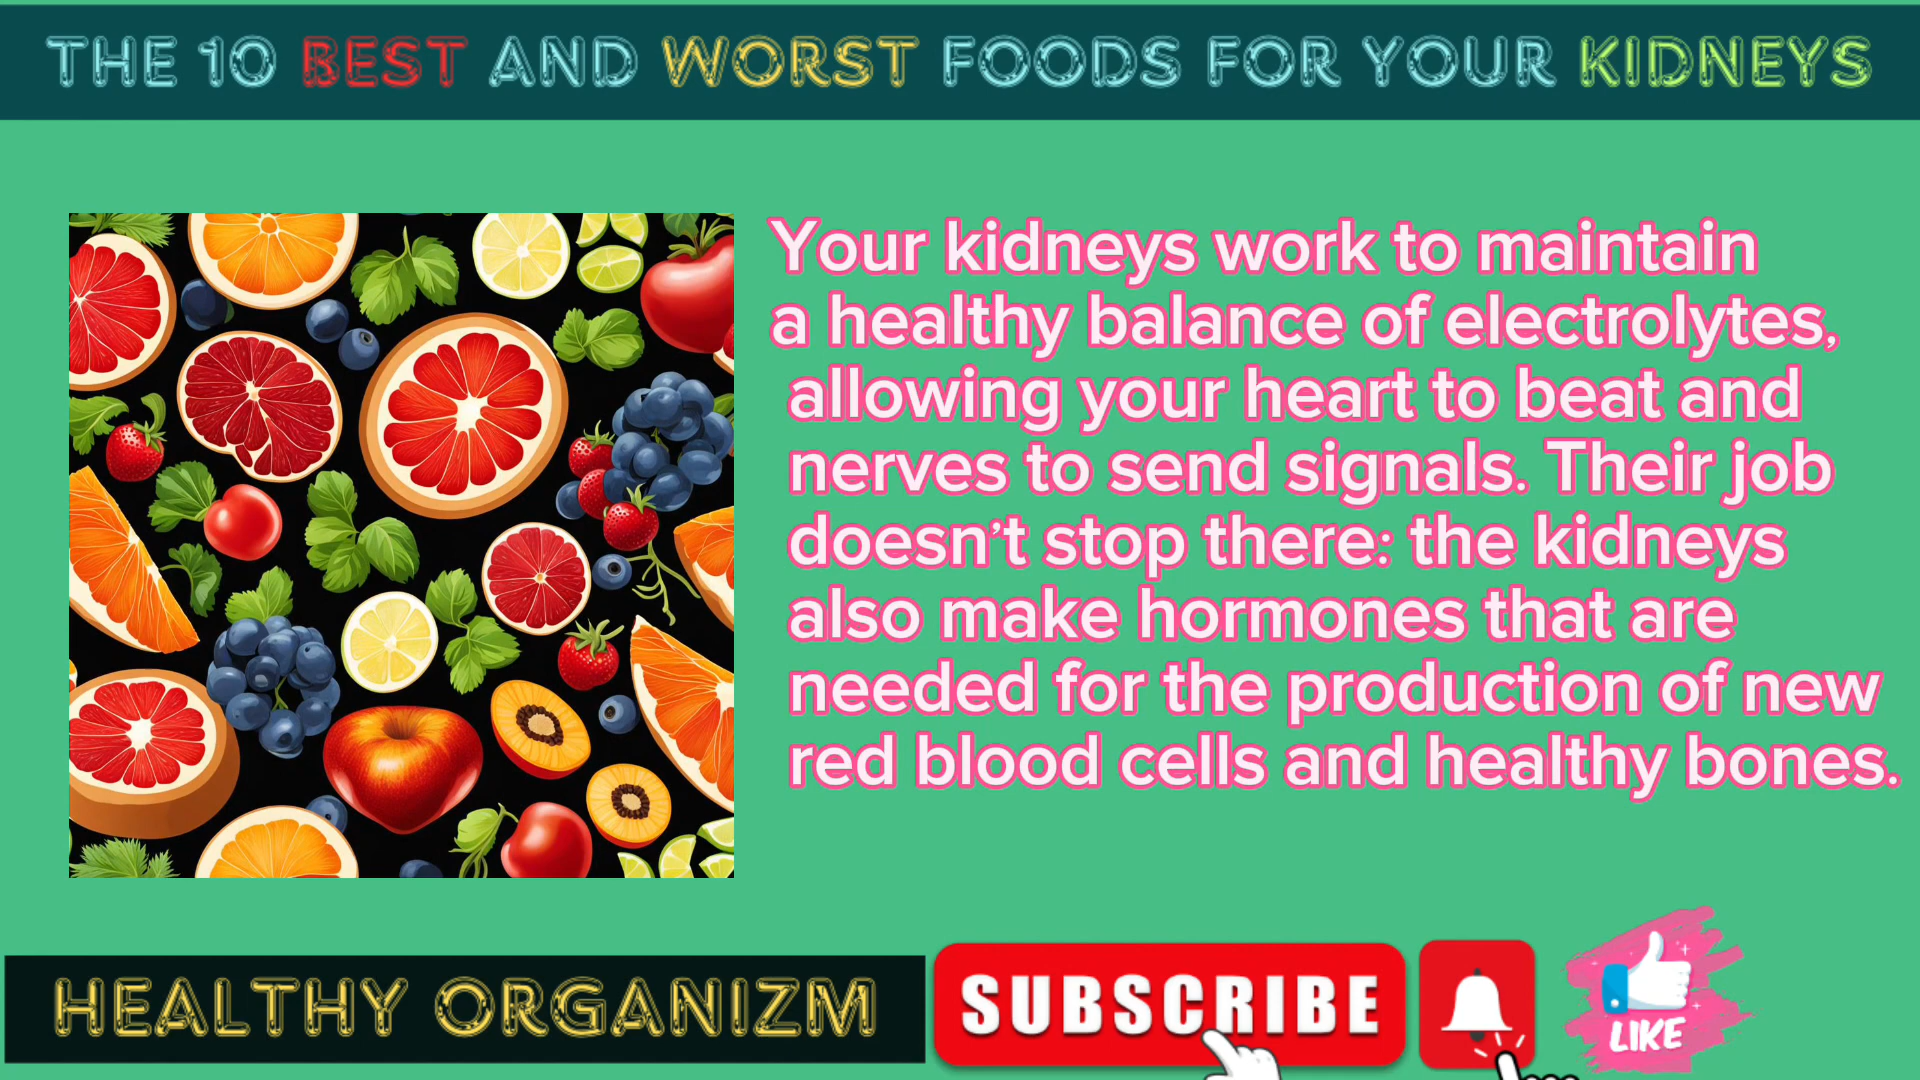 THE 10 BEST AND WORST FOODS FOR YOUR KIDNEYS
Your kidneys work to maintain
a healthy balance of electrolytes,
allowing your heart to beat and
nerves to send signals. Their job
doesn’t stop there: the kidneys
also make hormones that are
needed for the production of new
red blood cells and healthy bones.
HEALTHY ORGANIZM
SUBSCRIBE
LIKE